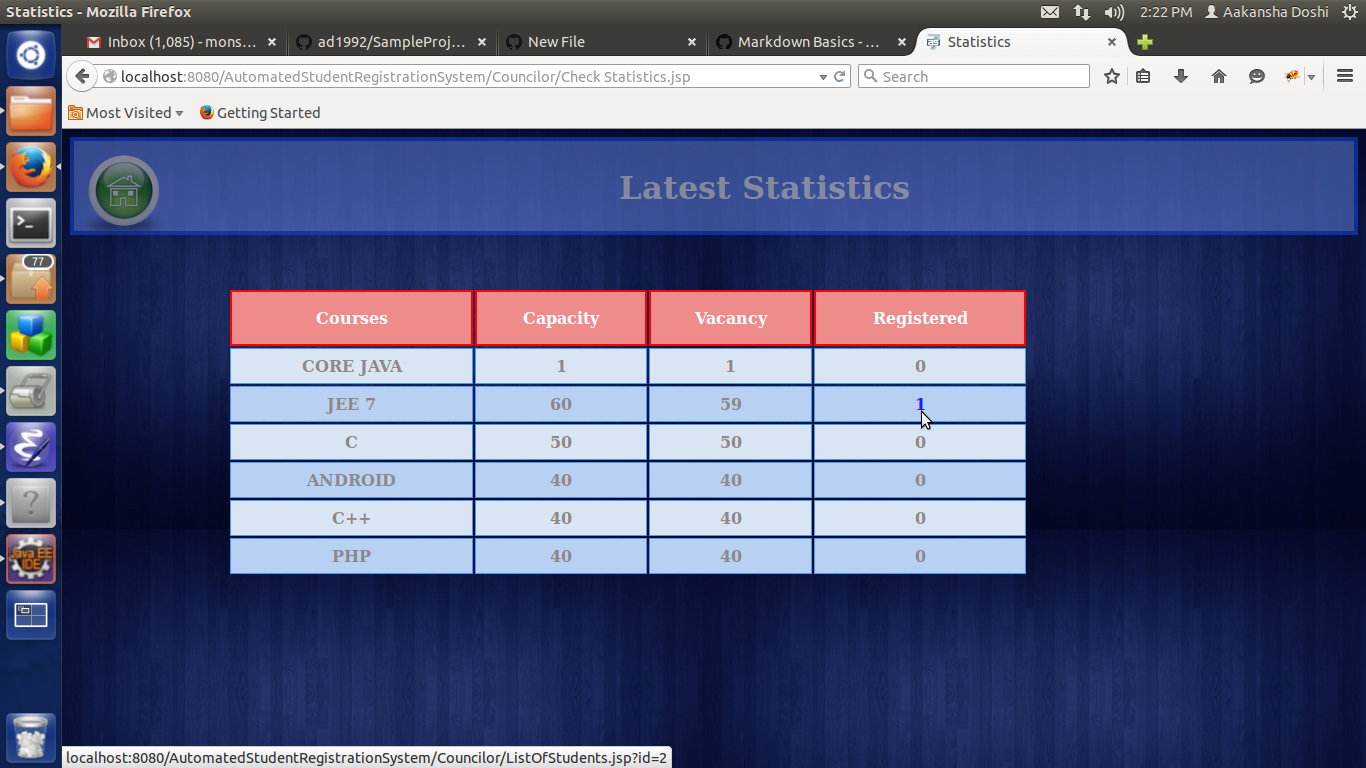 Statistics - Mozilla Firefox
2:22 PM Aakansha Doshi
Inbox (1,085) - mons... ad1992/SampleProj... New File Markdown Basics - ... Statistics
localhost:8080/AutomatedStudentRegistrationSystem/Councilor/Check Statistics.jsp Search
Most Visited Getting Started
Latest Statistics
77
Courses Capacity Vacancy Registered
CORE JAVA 1 1 0
JEE 7 60 59 1
C 50 50 0
ANDROID 40 40 0
C++ 40 40 0
PHP 40 40 0
Java EE
IDE
localhost:8080/AutomatedStudentRegistrationSystem/Councilor/ListOfStudents.jsp?id=2